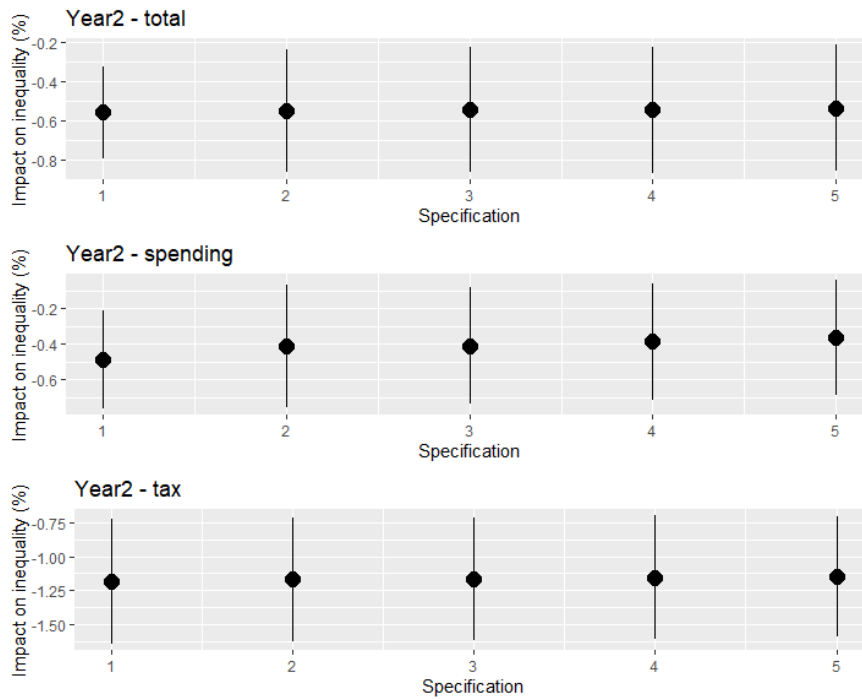 Year2 - total
Impact on inequality (%)
-0.2
-0.4
-0.6
-0.8
1 2 3 4 5
Specification
Year2 - spending
Impact on inequality (%)
-0.2
-0.4
-0.6
1 2 3 4 5
Specification
Year2 - tax
Impact on inequality (%)
-0.75
-1.00
-1.25
-1.50
1 2 3 4 5
Specification